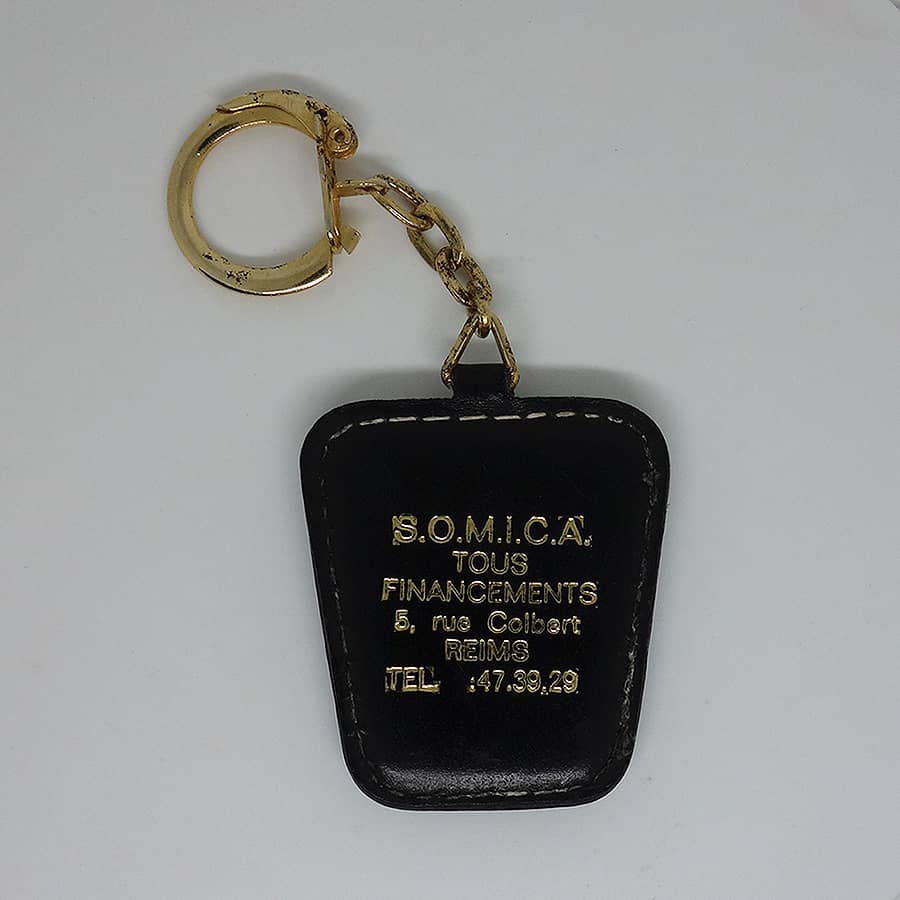 S.O.M.I.C.A.
TOUS
FINANCEMENTS
5, rue Colbert
REIMS
TEL. :47.39.29